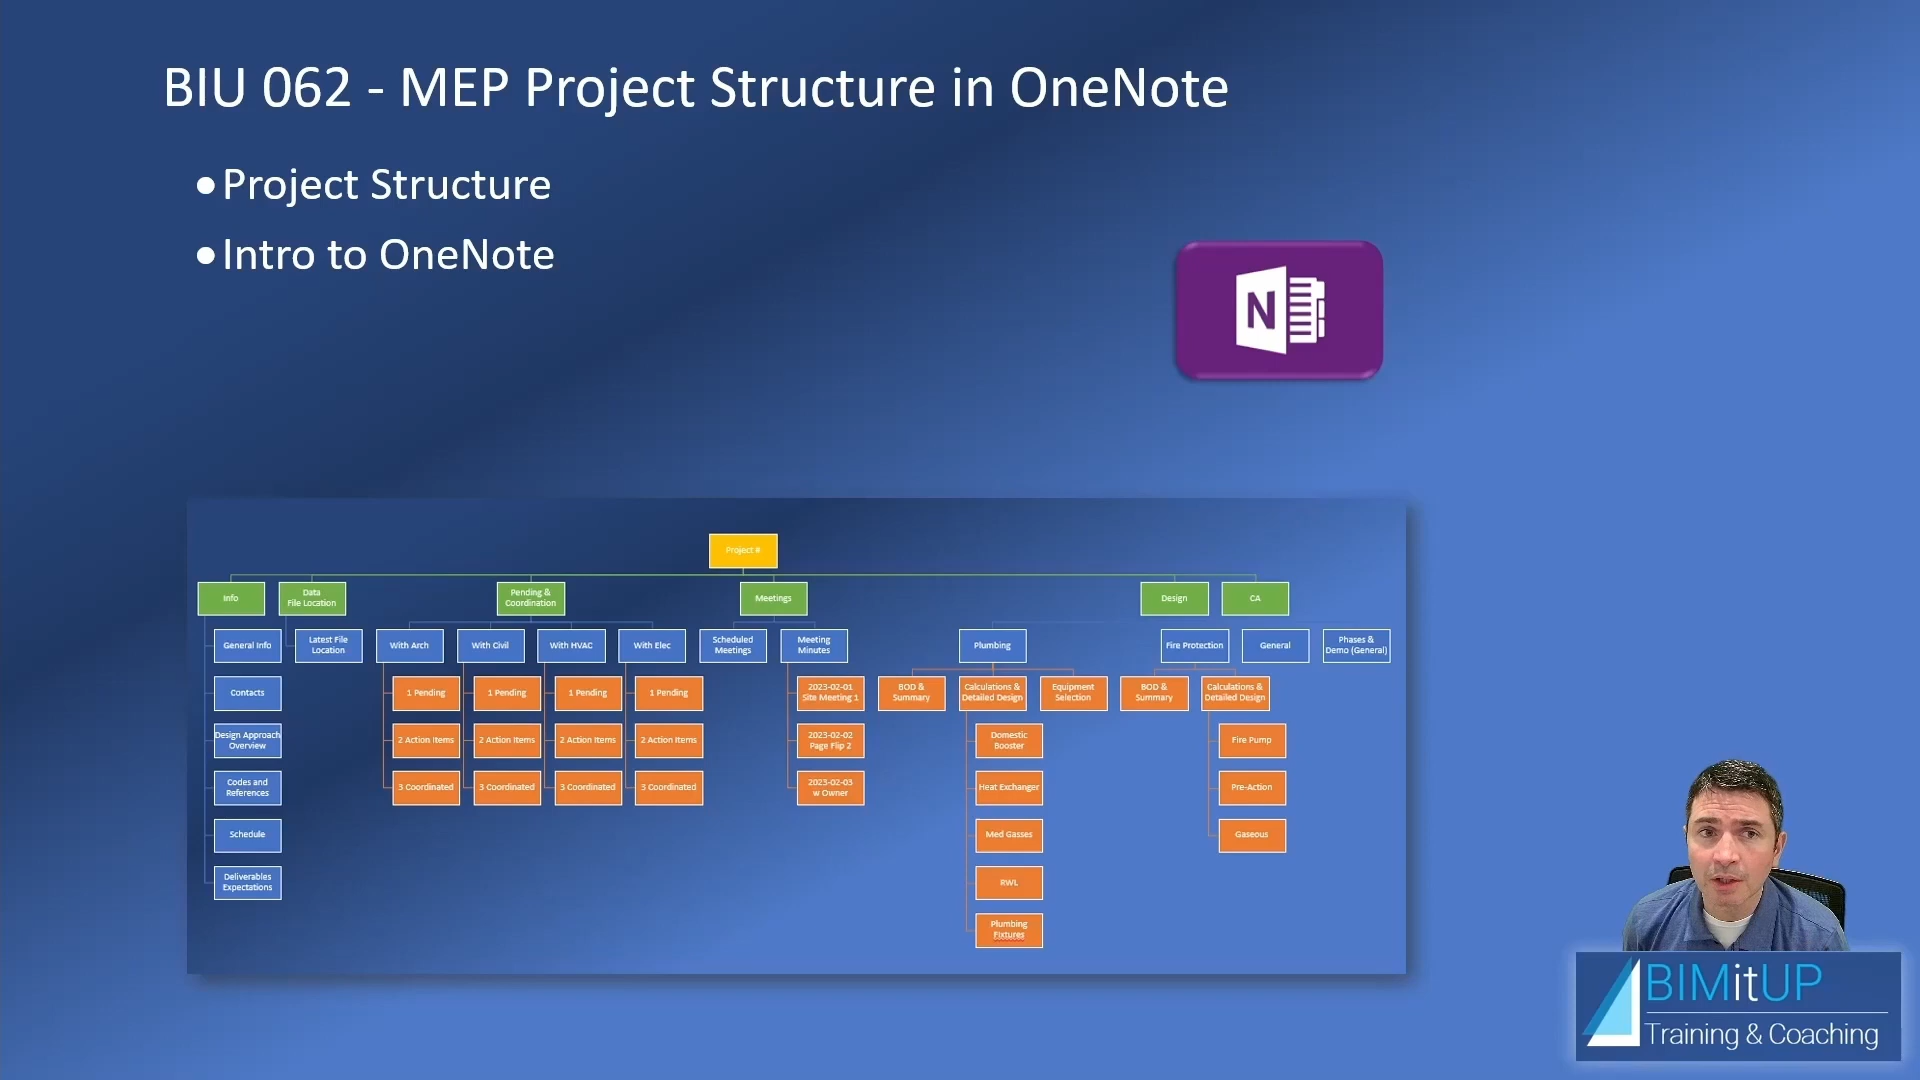 BIU 062 - MEP Project Structure in OneNote
●Project Structure
●Intro to OneNote
N
Project #
Info
Data
File Location
Pending &
Coordination
Meetings
Design
CA
General Info
Latest File
Location
With Arch
With Civil
With HVAC
With Elec
Scheduled
Meetings
Meeting
Minutes
Plumbing
Fire Protection
General
Phases &
Demo (General)
Contacts
1 Pending
1 Pending
1 Pending
1 Pending
2023-02-01
Site Meeting 1
BOD &
Summary
Calculations &
Detailed Design
Equipment
Selection
BOD &
Summary
Calculations &
Detailed Design
Design Approach
Overview
2 Action Items
2 Action Items
2 Action Items
2 Action Items
2023-02-02
Page Flip 2
Domestic
Booster
Fire Pump
Codes and
References
3 Coordinated
3 Coordinated
3 Coordinated
3 Coordinated
2023-02-03
w Owner
Heat Exchanger
Pre-Action
Schedule
Med Gasses
Gaseous
Deliverables
Expectations
RWL
Plumbing
Fixtures
BIMitUP
Training & Coaching